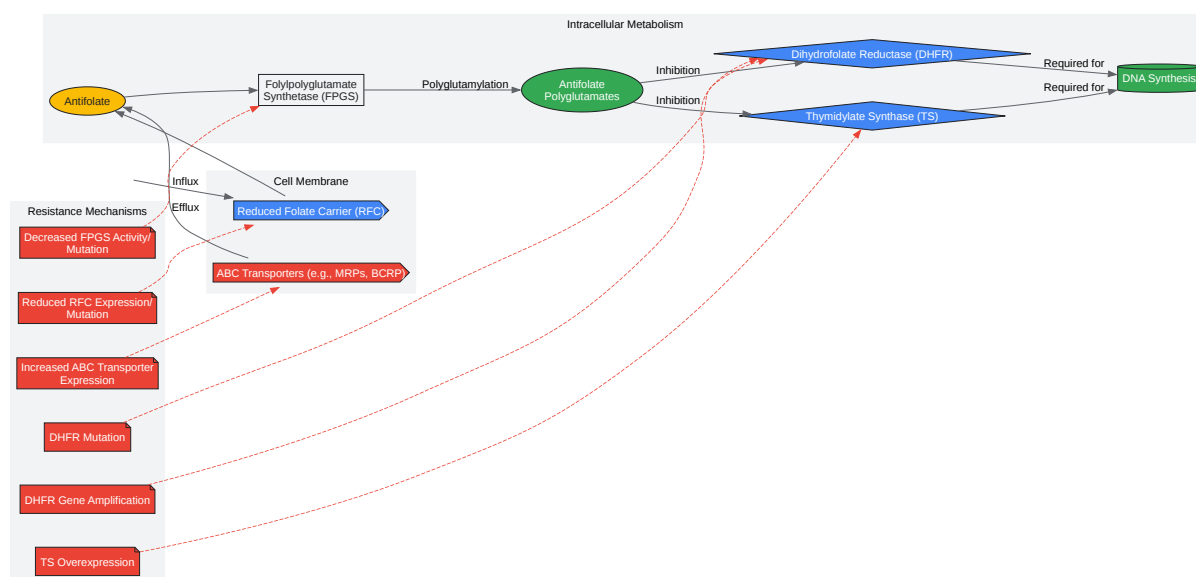 Intracellular Metabolism
Dihydrofolate Reductase (DHFR)
Inhibition
Required for
DNA Synthesis
Folylpolyglutamate
Synthetase (FPGS)
Polyglutamylation
Antifolate
Polyglutamates
Antifolate
Inhibition
Required for
Thymidylate Synthase (TS)
Influx
Cell Membrane
Efflux
Reduced Folate Carrier (RFC)
ABC Transporters (e.g., MRPs, BCRP)
Resistance Mechanisms
Decreased FPGS Activity/
Mutation
Reduced RFC Expression/
Mutation
Increased ABC Transporter
Expression
DHFR Mutation
DHFR Gene Amplification
TS Overexpression